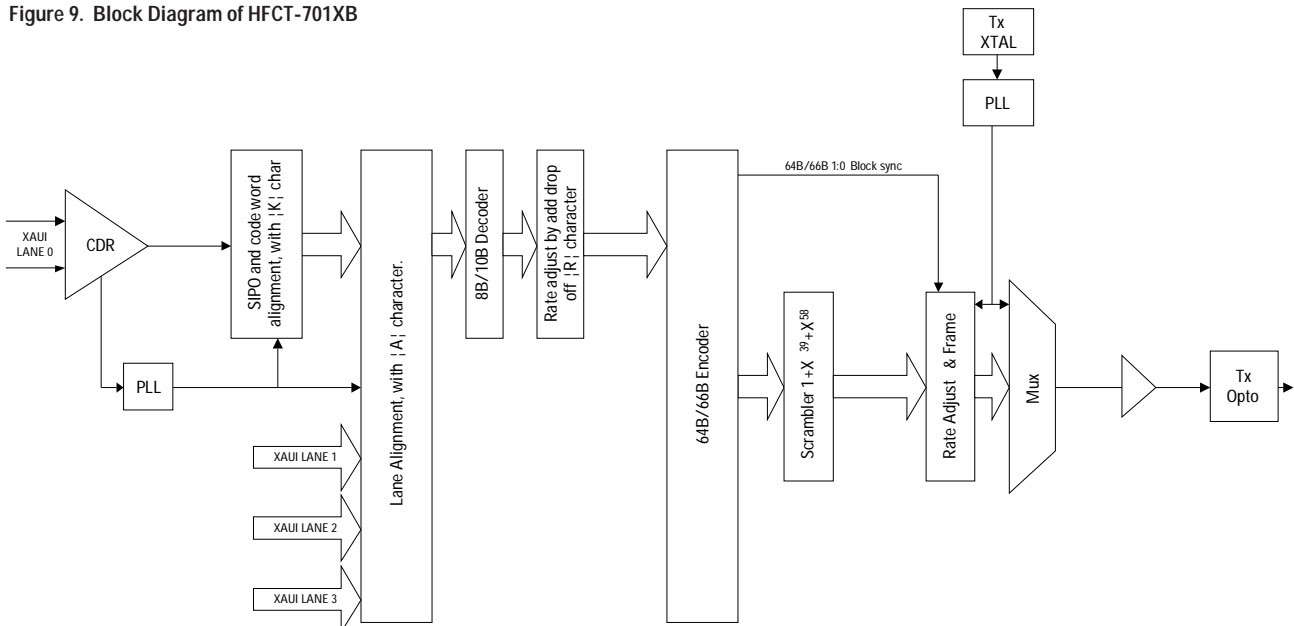 Figure 9. Block Diagram of HFCT-701XB
Tx
XTAL
PLL
XAUI
LANE 0
CDR
SIPO and code word
alignment, with ¦K¦ char
PLL
XAUI LANE 1
XAUI LANE 2
XAUI LANE 3
Lane Alignment, with ¦A¦ character.
8B/10B Decoder
Rate adjust by add drop
off ¦R¦ character
64B/66B Encoder
64B/66B 1:0 Block sync
Scrambler 1+X 39+X58
Rate Adjust & Frame
Mux
Tx
Opto